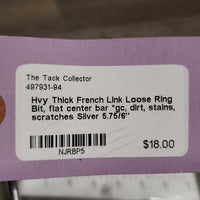 The Tack Collector
497931-94
Hvy Thick French Link Loose Ring
Bit, flat center bar *gc, dirt, stains,
scratches Silver 5.75/6"
NJRBP5
$18.00